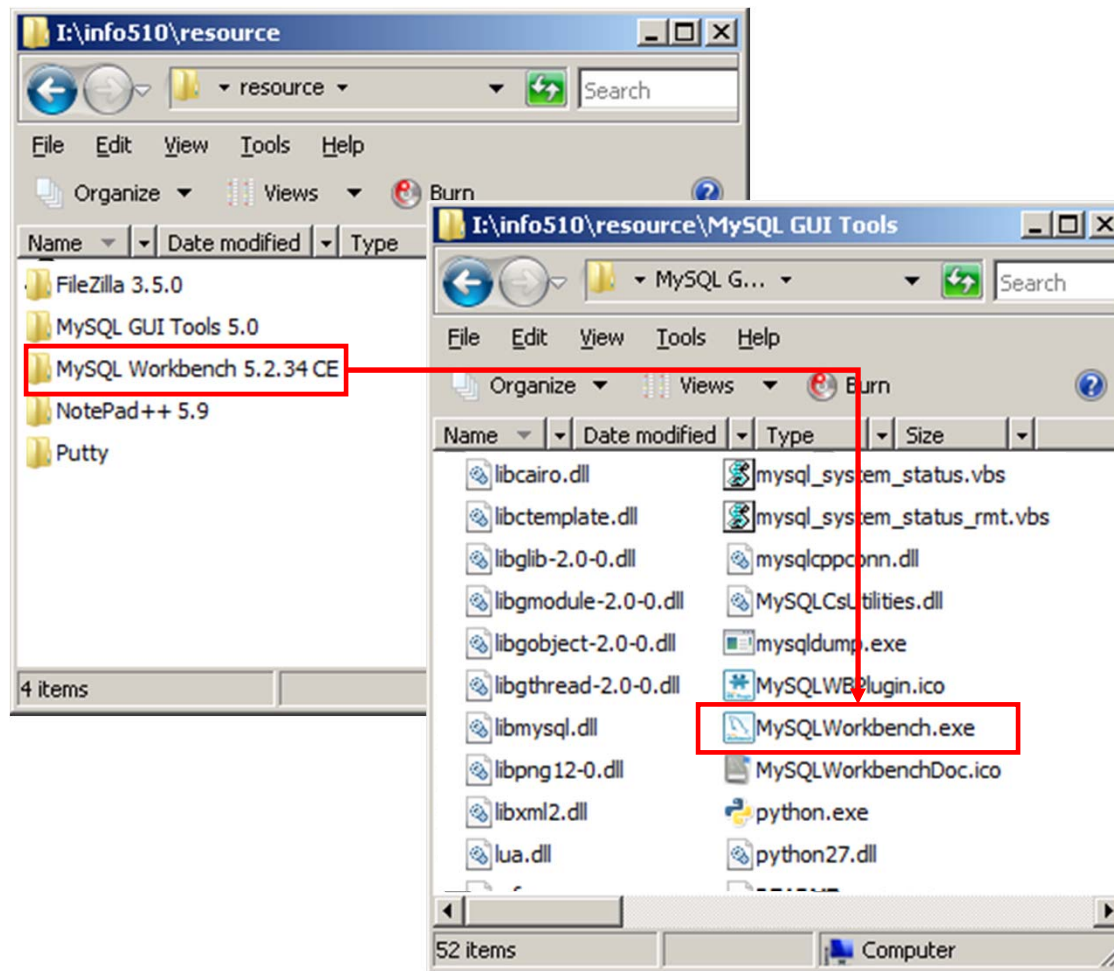 I:\info510\resource
resource
Search
File Edit View Tools Help
Organize Views Burn
Name Date modified Type
FileZilla 3.5.0
MySQL GUI Tools 5.0
MySQL Workbench 5.2.34 CE
NotePad++ 5.9
Putty
4 items
I:\info510\resource\MySQL GUI Tools
MySQL G...
Search
File Edit View Tools Help
Organize Views Burn
Name Date modified Type Size
libcairo.dll mysql_system_status.vbs
libctemplate.dll mysql_system_status_rmt.vbs
libglib-2.0-0.dll mysqlcppconn.dll
libgmodule-2.0-0.dll MySQLCsUtilities.dll
libgobject-2.0-0.dll mysqldump.exe
libgthread-2.0-0.dll MySQLWBPlugin.ico
libmysql.dll MySQLWorkbench.exe
libpng12-0.dll MySQLWorkbenchDoc.ico
libxml2.dll python.exe
lua.dll python27.dll
52 items Computer